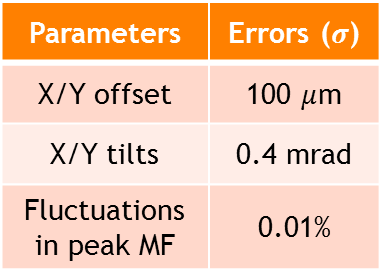 Parameters Errors (σ)
X/Y offset 100 μm
X/Y tilts 0.4 mrad
Fluctuations
in peak MF 0.01%